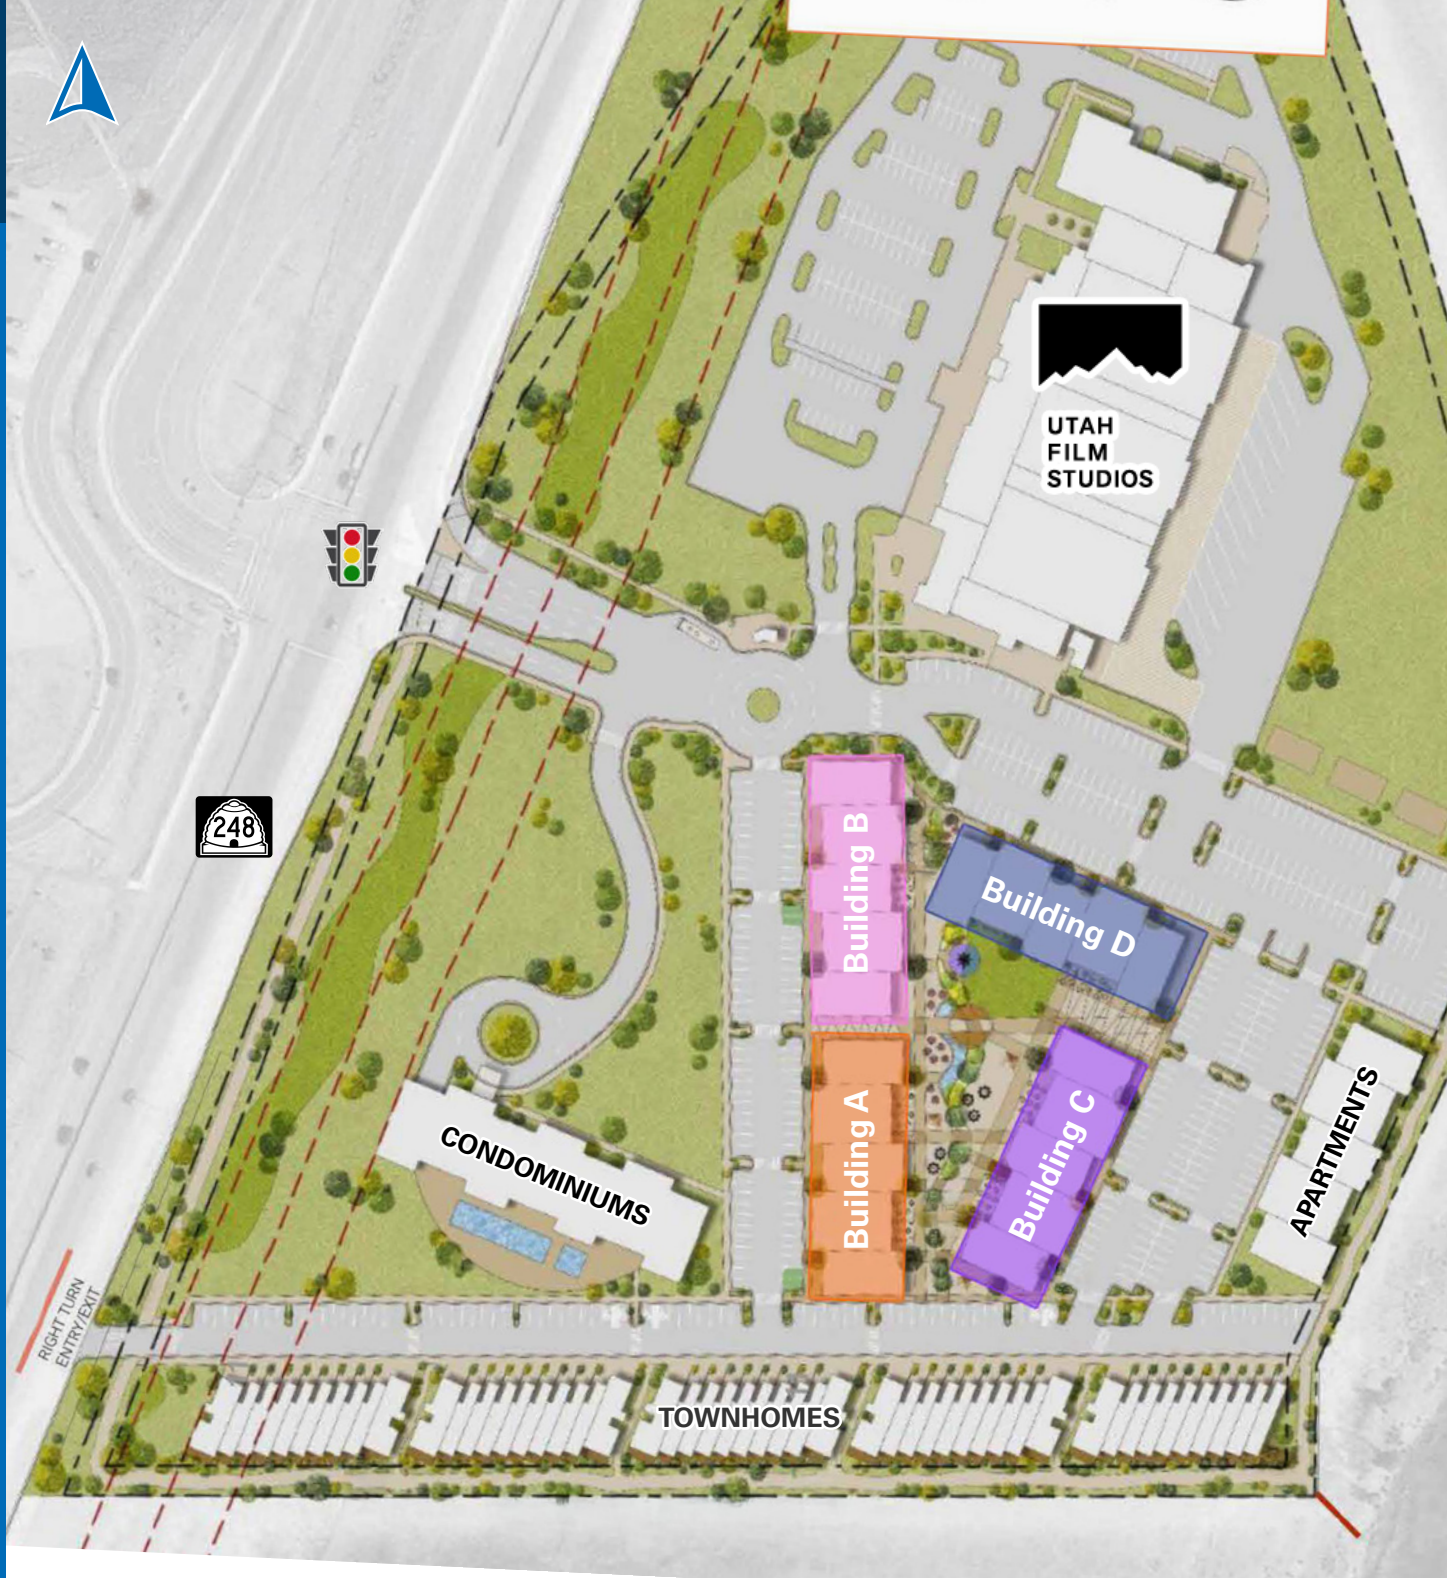 UTAH
FILM
STUDIOS
248
Building B
Building D
Building A
Building C
CONDOMINIUMS
APARTMENTS
RIGHT TURN
ENTRY/EXIT
TOWNHOMES